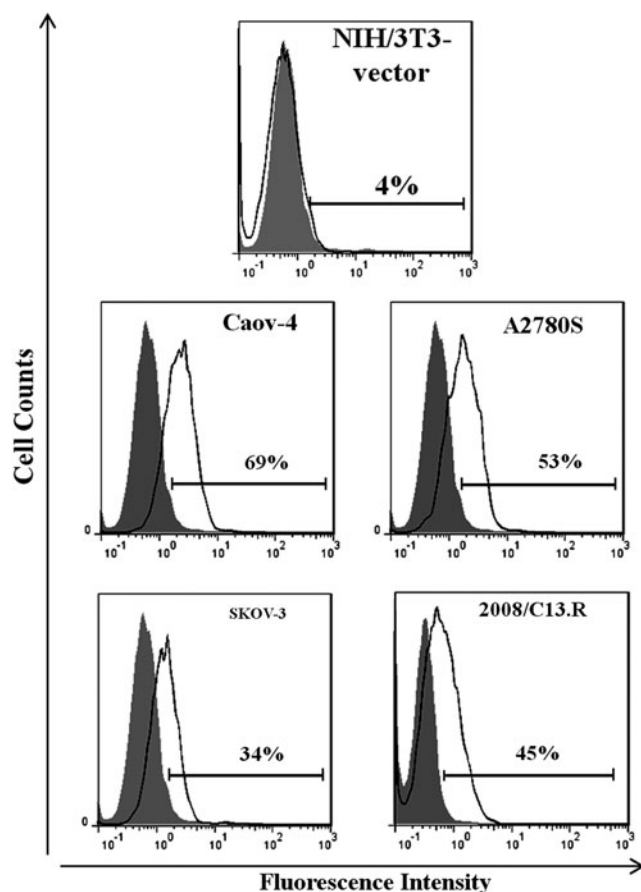 NIH/3T3-
vector
4%
10-1 100 101 102 103
Caov-4
69%
0
10-1 100 101 102 103
A2780S
53%
0
10-1 100 101 102 103
SKOV-3
34%
0
10-1 100 101 102 103
2008/C13.R
45%
10-1 100 101 102 103
Cell Counts
Fluorescence Intensity